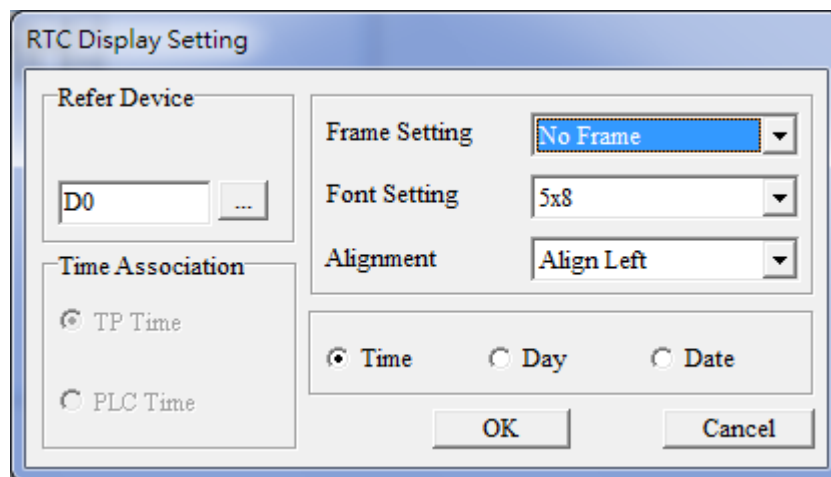 RTC Display Setting
Refer Device
D0
...
Time Association
TP Time
PLC Time
Frame Setting
No Frame
Font Setting
5x8
Alignment
Align Left
Time Day Date
OK Cancel